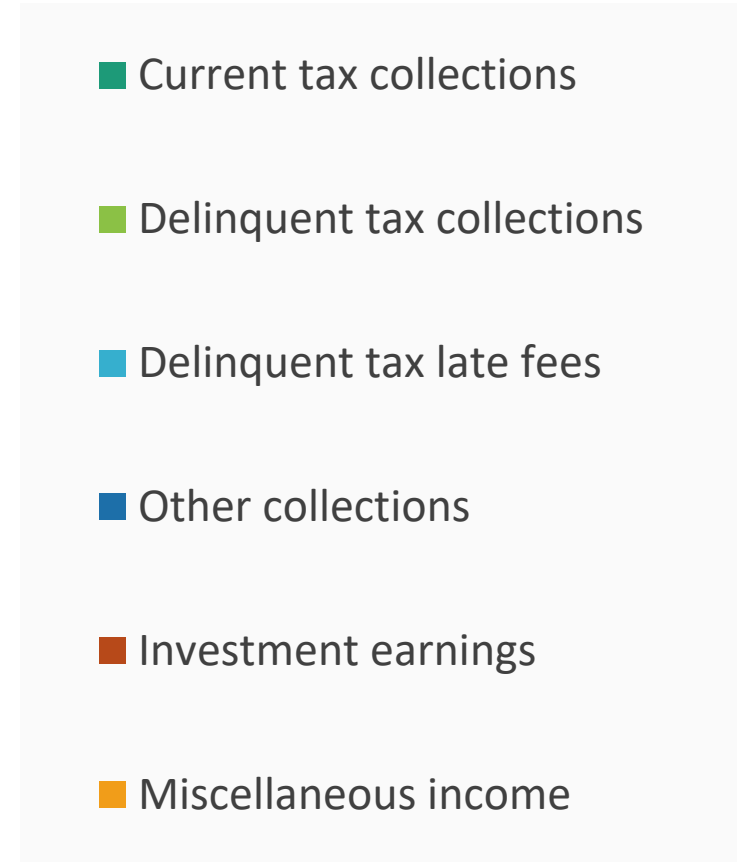 Current tax collections
Delinquent tax collections
Delinquent tax late fees
Other collections
Investment earnings
Miscellaneous income